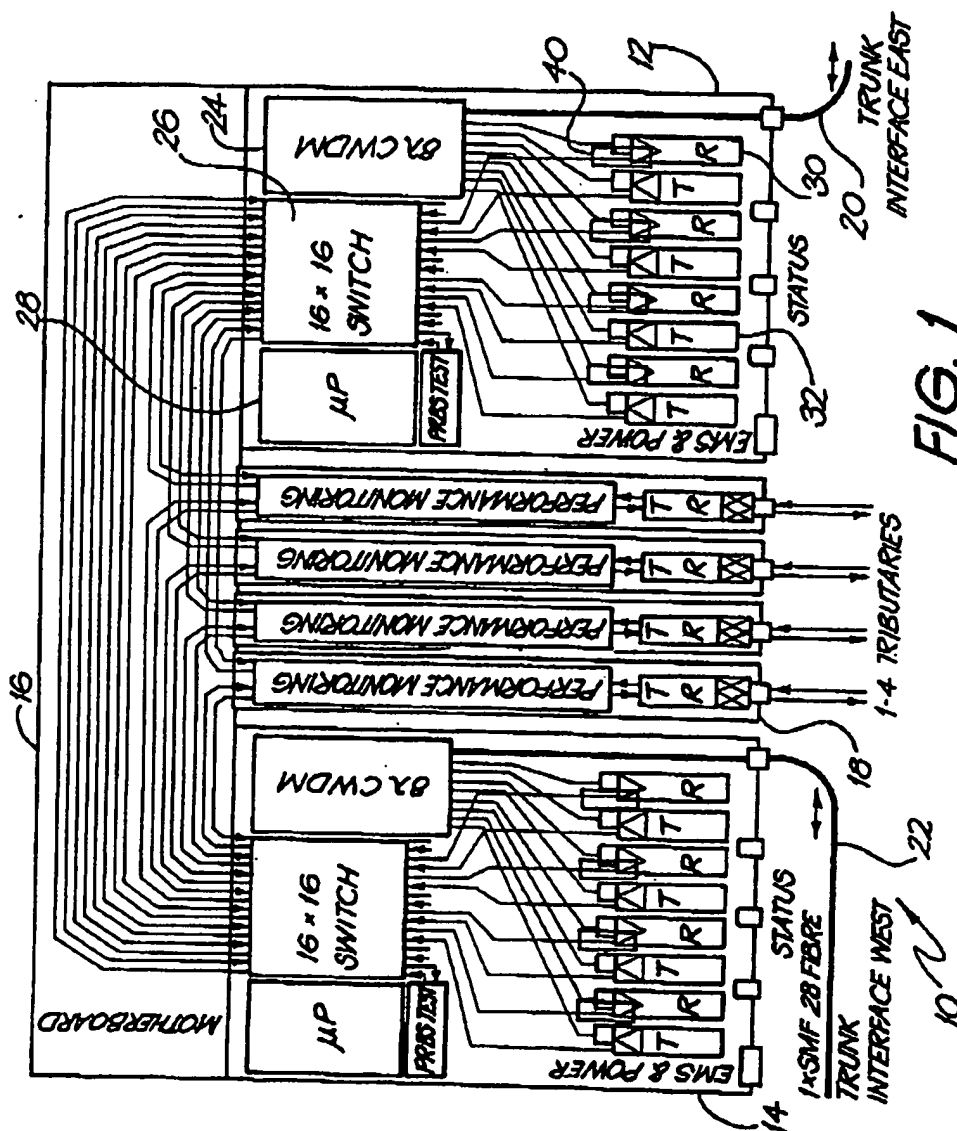 16
MOTHERBOARD
28
26
24
μP
16 × 16
SWITCH
8λ CWDM
PRBS TEST
PERFORMANCE MONITORING
PERFORMANCE MONITORING
PERFORMANCE MONITORING
PERFORMANCE MONITORING
μP
16 × 16
SWITCH
8λ CWDM
PRBS TEST
40
12
T
R
T
R
T
R
T
R
T
R
T
R
T
R
T
R
T
R
T
R
T
R
T
R
EMS & POWER
EMS & POWER
STATUS
STATUS
14
18
32
30
20
22
1×SMF 28 FIBRE
TRUNK
INTERFACE WEST
1-4 TRIBUTARIES
TRUNK
INTERFACE EAST
10
FIG. 1